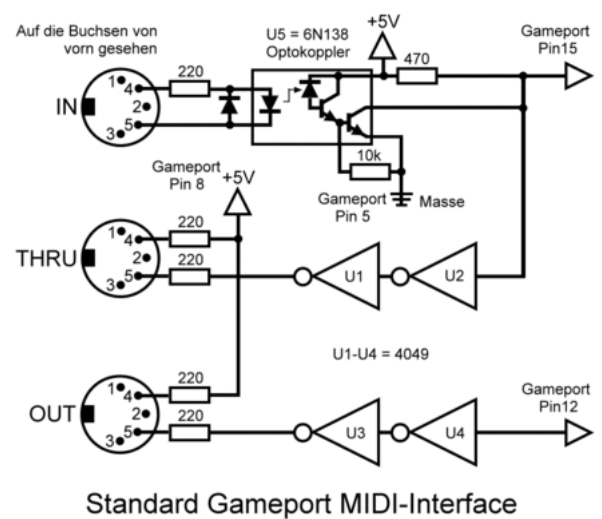 Auf die Buchsen von
vorn gesehen
U5 = 6N138
Optokoppler
+5V
Gameport
Pin15
470
220
IN
1
4
2
5
3
10k
Gameport
Pin 8
+5V
Gameport
Pin 5
Masse
220
THRU
1
4
2
5
3
220
U1
U2
U1-U4 = 4049
220
OUT
1
4
2
5
3
220
U3
U4
Gameport
Pin12
Standard Gameport MIDI-Interface